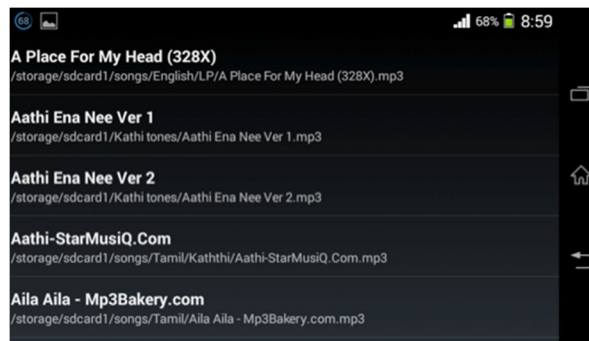 68 68% 8:59
A Place For My Head (328X)
/storage/sdcard1/songs/English/LP/A Place For My Head (328X).mp3
Aathi Ena Nee Ver 1
/storage/sdcard1/Kathi tones/Aathi Ena Nee Ver 1.mp3
Aathi Ena Nee Ver 2
/storage/sdcard1/Kathi tones/Aathi Ena Nee Ver 2.mp3
Aathi-StarMusiQ.Com
/storage/sdcard1/songs/Tamil/Kaththi/Aathi-StarMusiQ.Com.mp3
Aila Aila - Mp3Bakery.com
/storage/sdcard1/songs/Tamil/Aila Aila - Mp3Bakery.com.mp3